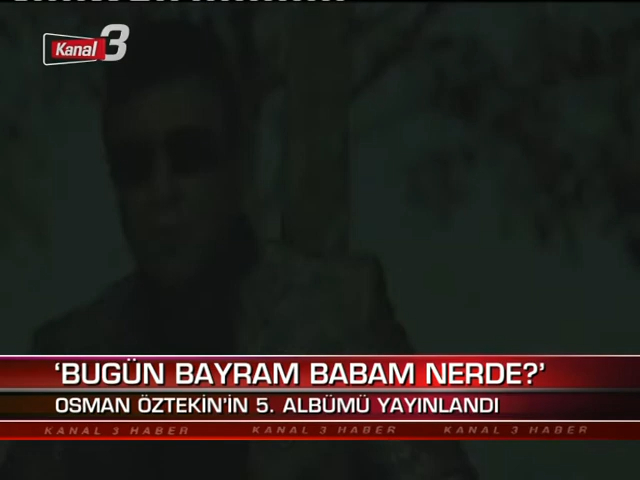 Kanal 3
'BUGÜN BAYRAM BABAM NERDE?'
OSMAN ÖZTEKİN'İN 5. ALBÜMÜ YAYINLANDI
KANAL 3 HABER KANAL 3 HABER KANAL 3 HABER